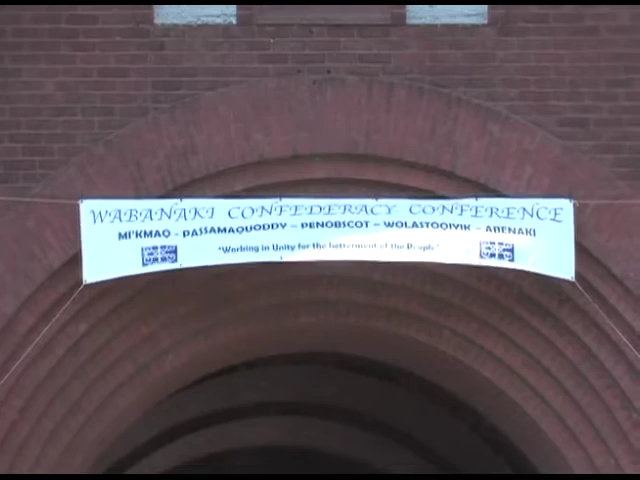 WABANAKI CONFEDERACY CONFERENCE
MI'KMAQ - PASSAMAQUODDY - PENOBSCOT - WOLASTOQIYIK - ABENAKI
"Working in Unity for the betterment of the People"